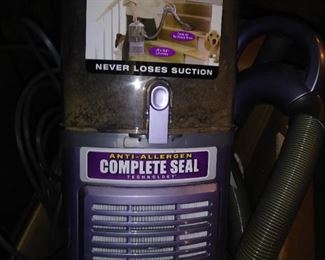 NEVER LOSES SUCTION
ANTI-ALLERGEN
COMPLETE SEAL
TECHNOLOGY